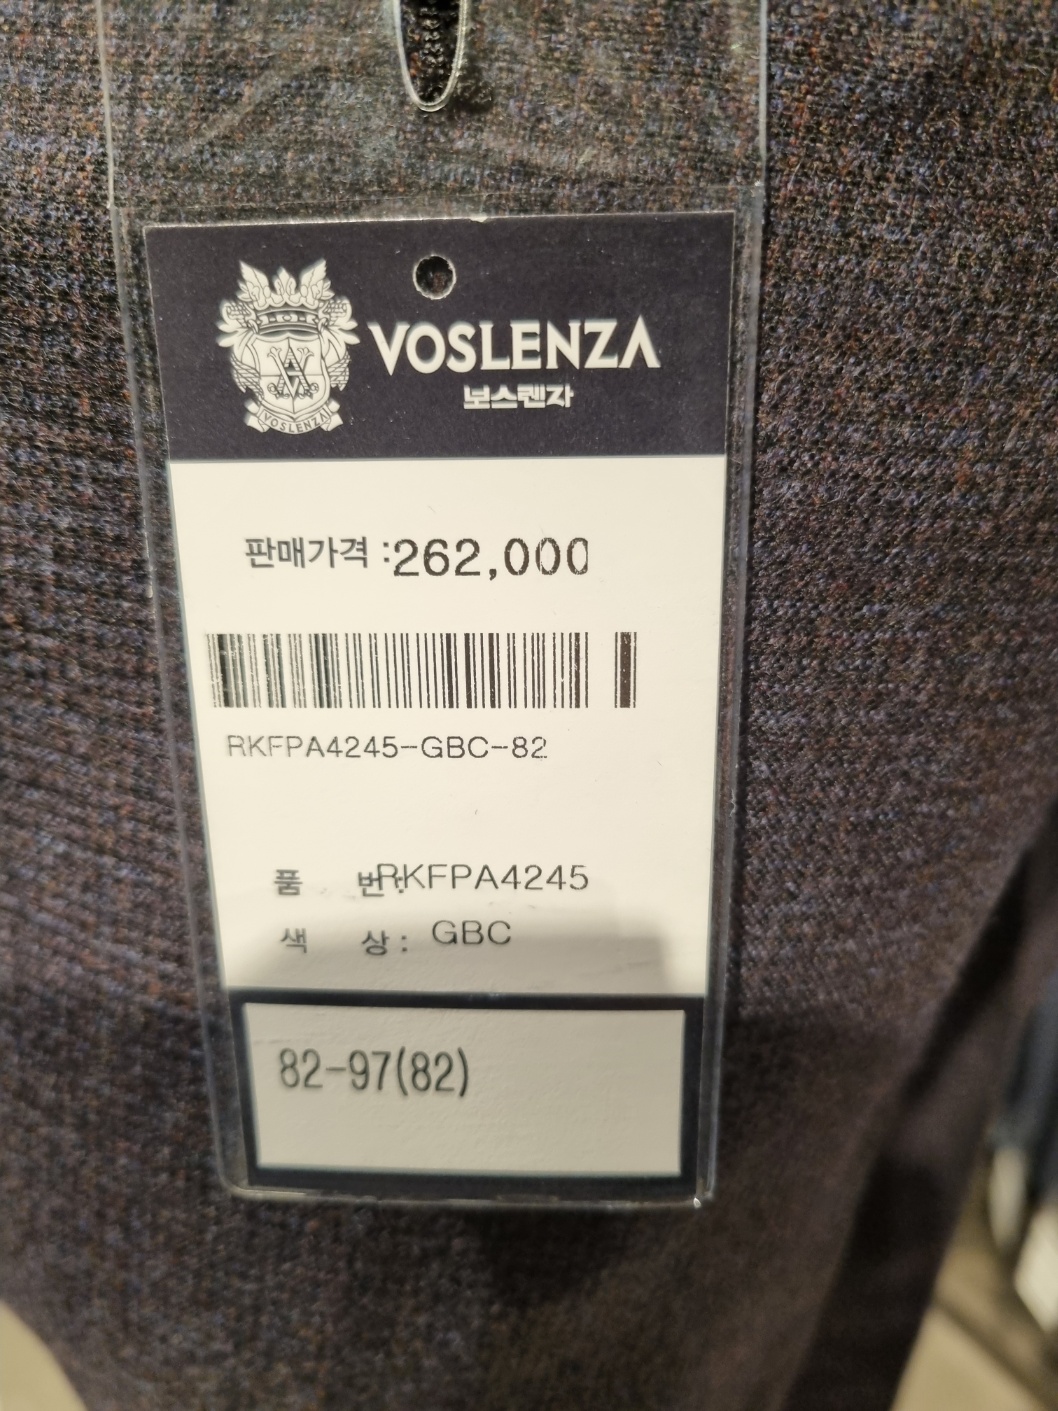 VOSLENZA
VOSLENZA
보스렌자
판매가격 :262,000
RKFPA4245-GBC-82
품 번:RKFPA4245
색 상: GBC
82-97(82)